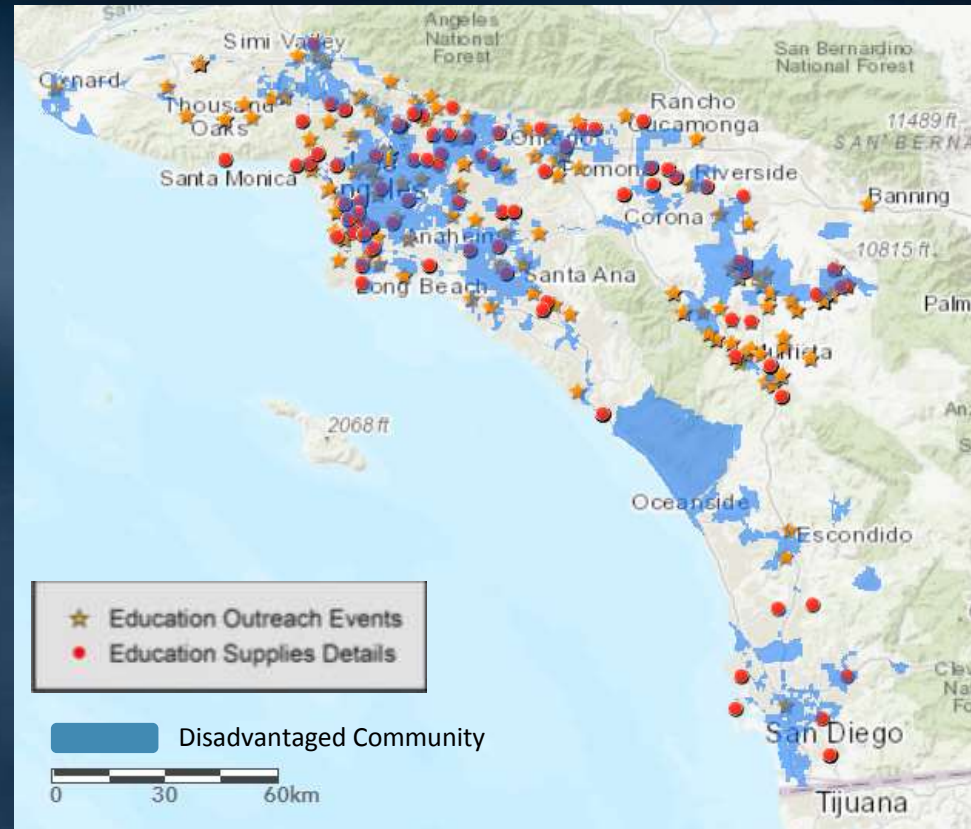 Angeles
National
Forest
San Bernardino
National Forest
Simi Valley
Rancho
Cucamonga
11489 ft
Thousand
Oaks
SAN BERNA
Santa Monica
Riverside
Banning
Corona
Anaheim
10815 ft
Santa Ana
Long Beach
Palm
2068 ft
Oceanside
Escondido
Education Outreach Events
Education Supplies Details
Disadvantaged Community
San Diego
0 30 60km
Tijuana